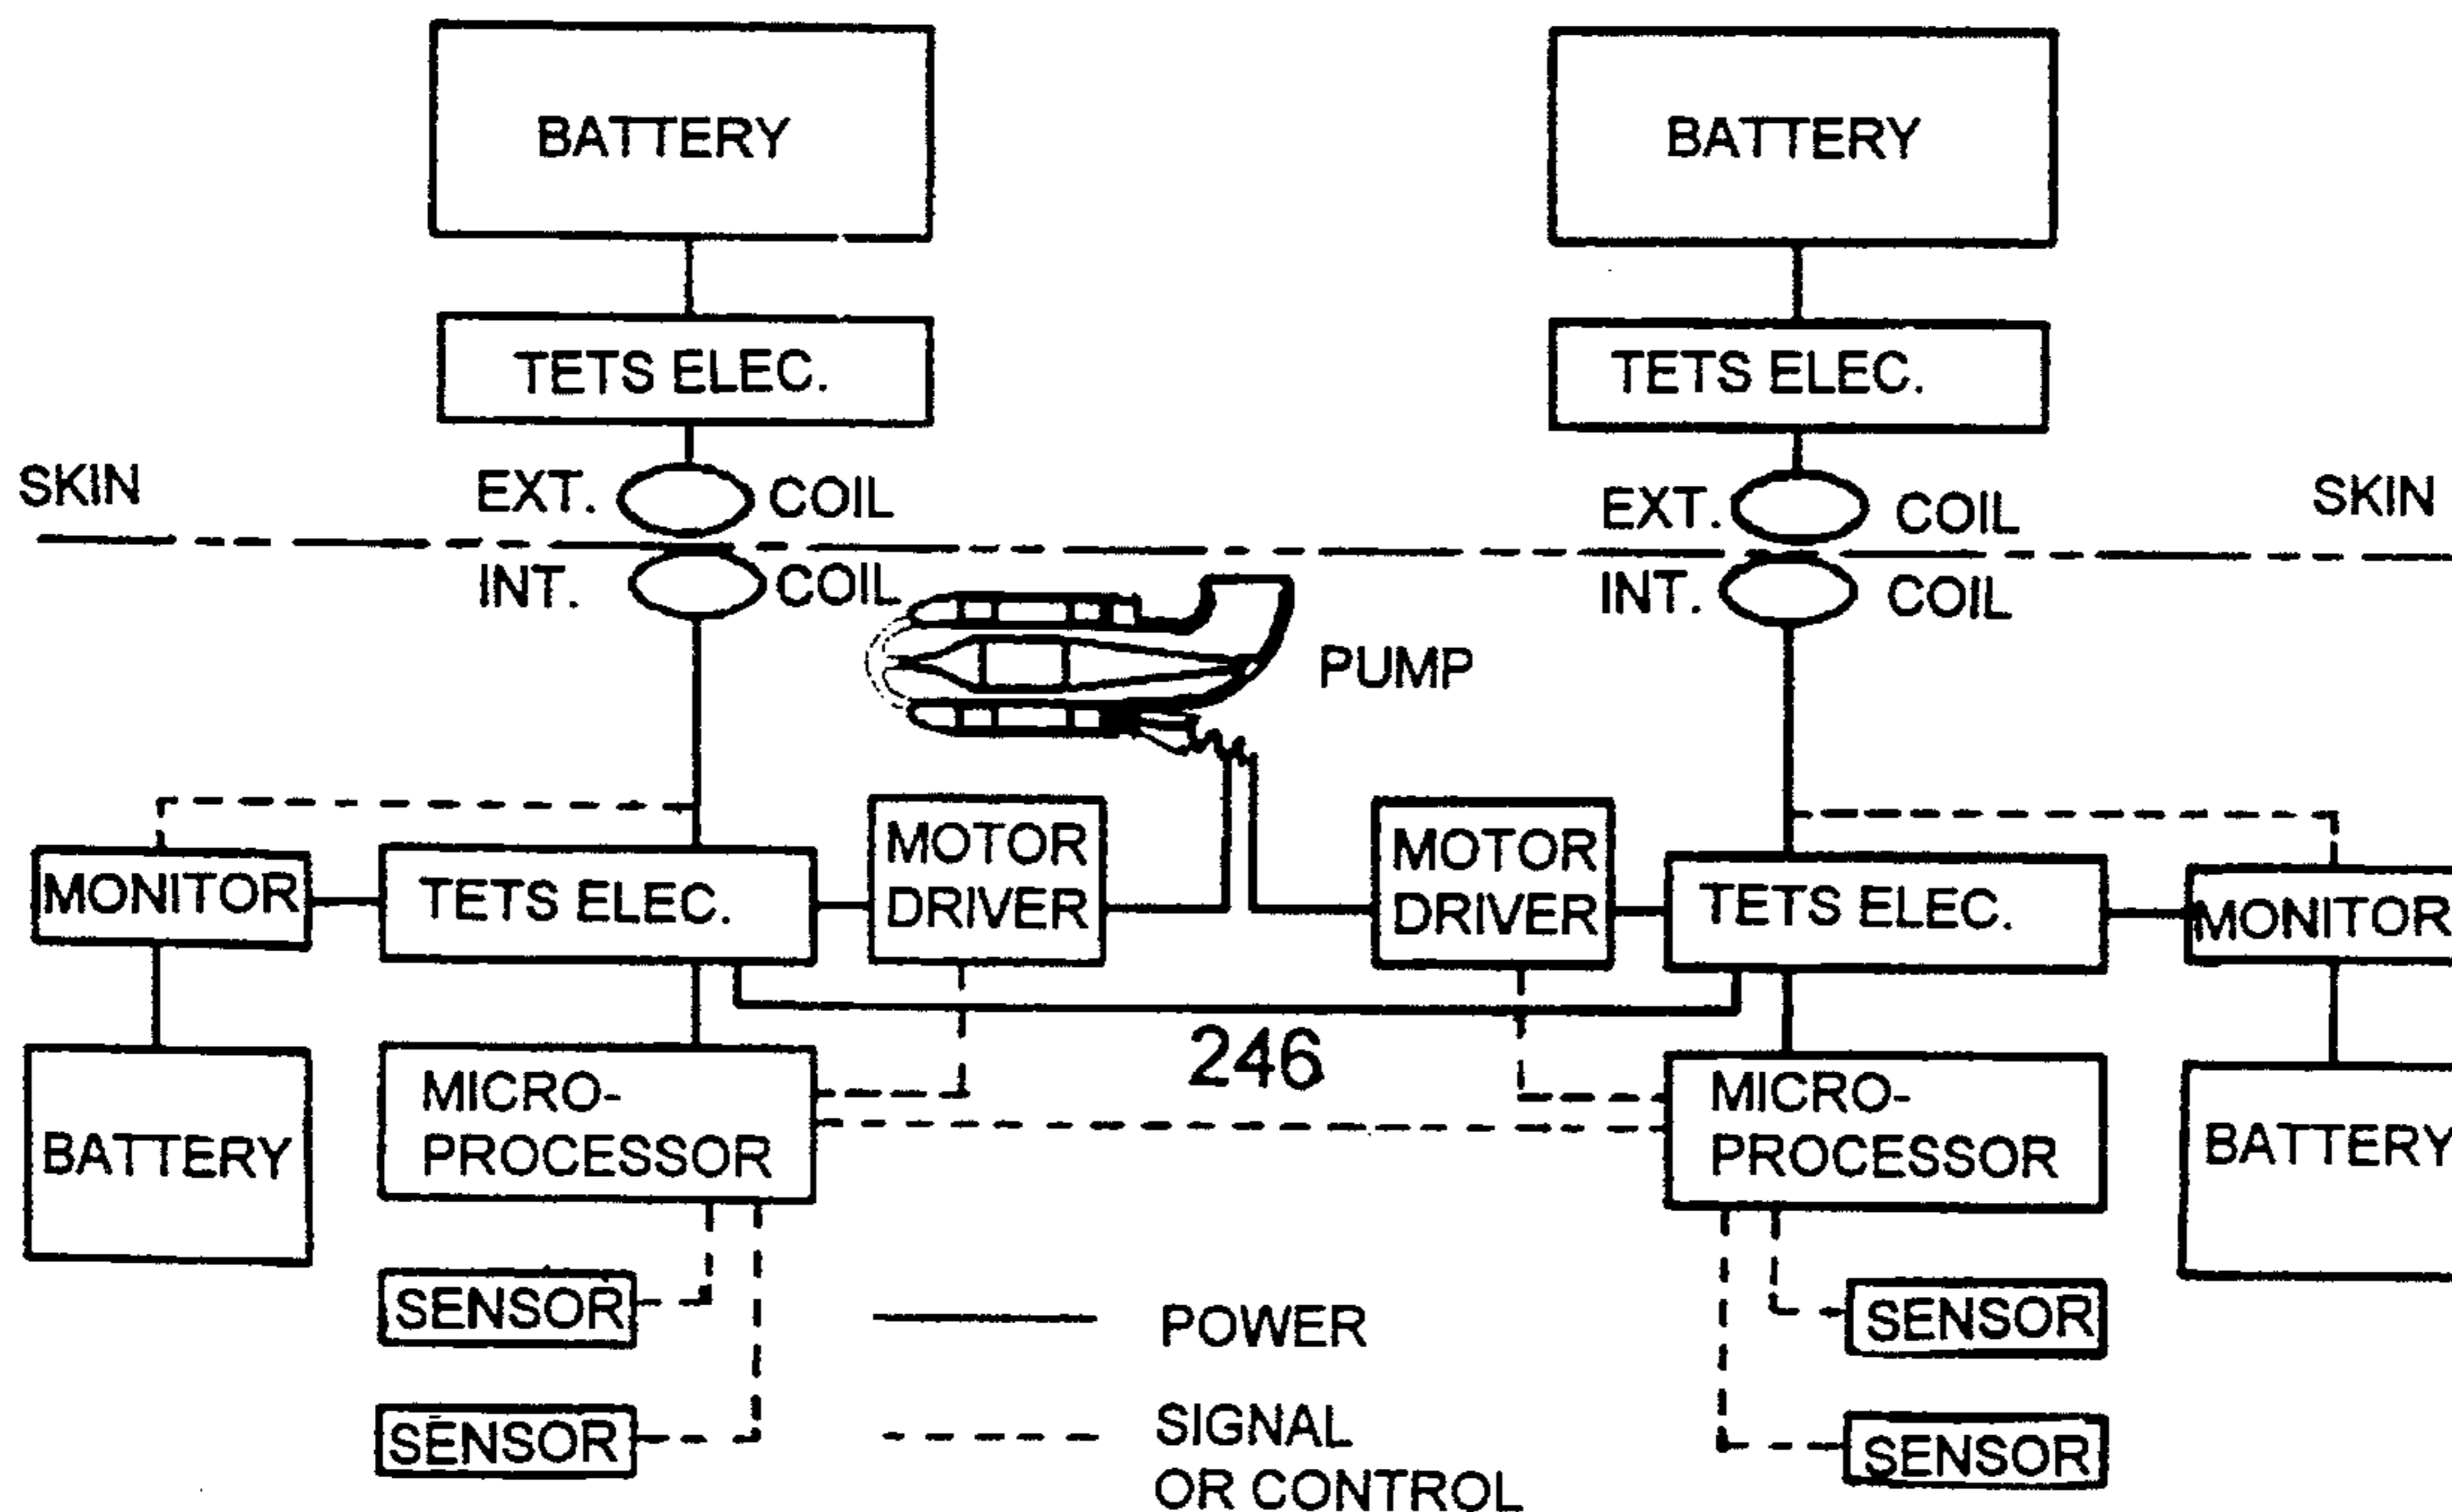 BATTERY
BATTERY
TETS ELEC.
TETS ELEC.
SKIN
EXT.
COIL
EXT.
COIL
SKIN
INT.
COIL
INT.
COIL
PUMP
MONITOR
TETS ELEC.
MOTOR
DRIVER
MOTOR
DRIVER
TETS ELEC.
MONITOR
246
BATTERY
MICRO-
PROCESSOR
MICRO-
PROCESSOR
BATTERY
SENSOR
SENSOR
POWER
SENSOR
SENSOR
SIGNAL
OR CONTROL